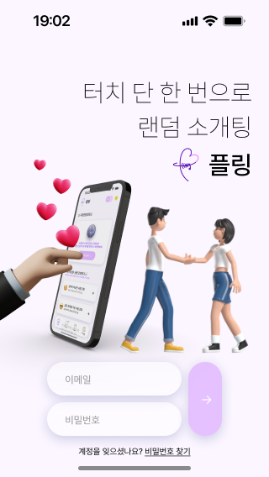 19:02
터치 단 한 번으로
랜덤 소개팅
플링
이메일
비밀번호
계정을 잊으셨나요? 비밀번호 찾기